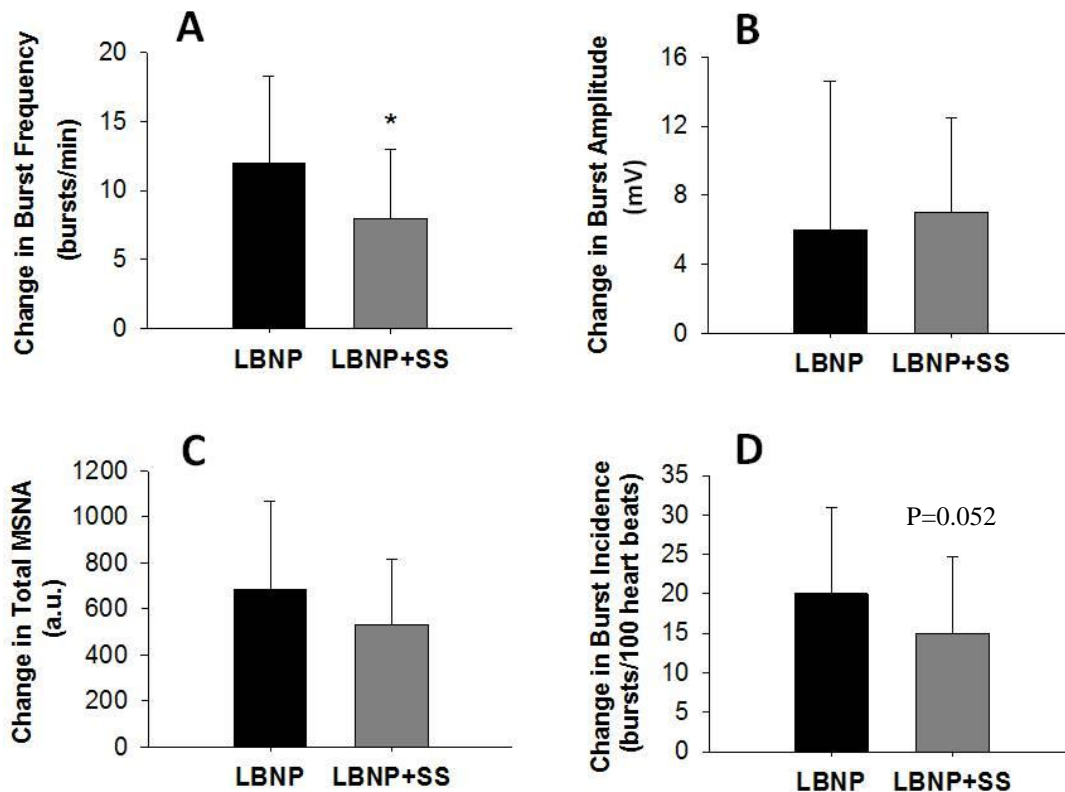 A
Change in Burst Frequency
(bursts/min)
20
15
10
5
0
*
LBNP
LBNP+SS
B
Change in Burst Amplitude
(mV)
16
12
8
4
0
LBNP
LBNP+SS
C
Change in Total MSNA
(a.u.)
1200
1000
800
600
400
200
0
LBNP
LBNP+SS
D
Change in Burst Incidence
(bursts/100 heart beats)
35
30
25
20
15
10
5
0
P=0.052
LBNP
LBNP+SS